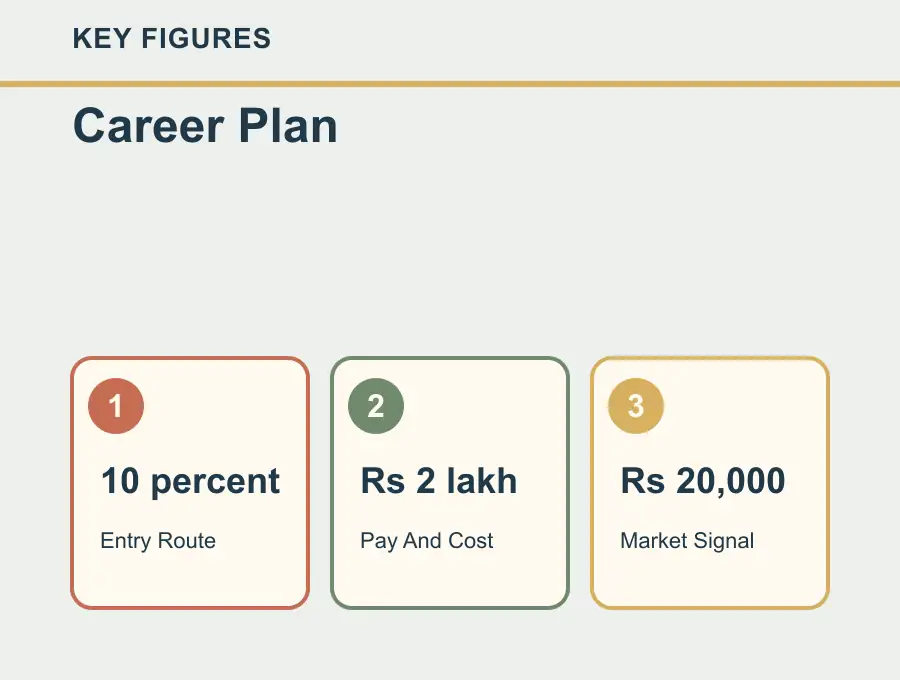 KEY FIGURES
Career Plan
1
10 percent
Entry Route
2
Rs 2 lakh
Pay And Cost
3
Rs 20,000
Market Signal